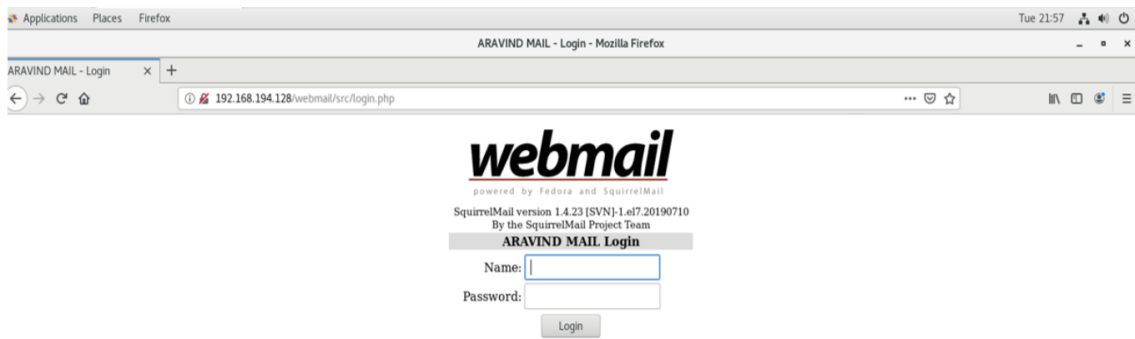 Applications Places Firefox Tue 21:57
ARAVIND MAIL - Login - Mozilla Firefox
ARAVIND MAIL - Login
192.168.194.128/webmail/src/login.php
webmail
powered by Fedora and SquirrelMail
SquirrelMail version 1.4.23 [SVN]-1.el7.20190710
By the SquirrelMail Project Team
ARAVIND MAIL Login
Name:
Password:
Login